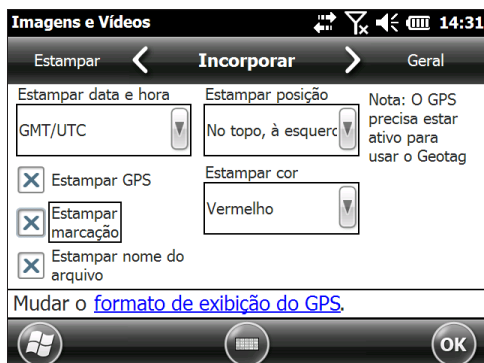 Imagens e Vídeos 14:31
Estampar Incorporar Geral
Estampar data e hora
GMT/UTC
Estampar GPS
Estampar
marcação
Estampar nome do
arquivo
Estampar posição
No topo, à esquerc
Estampar cor
Vermelho
Nota: O GPS
precisa estar
ativo para
usar o Geotag
Mudar o formato de exibição do GPS.
OK